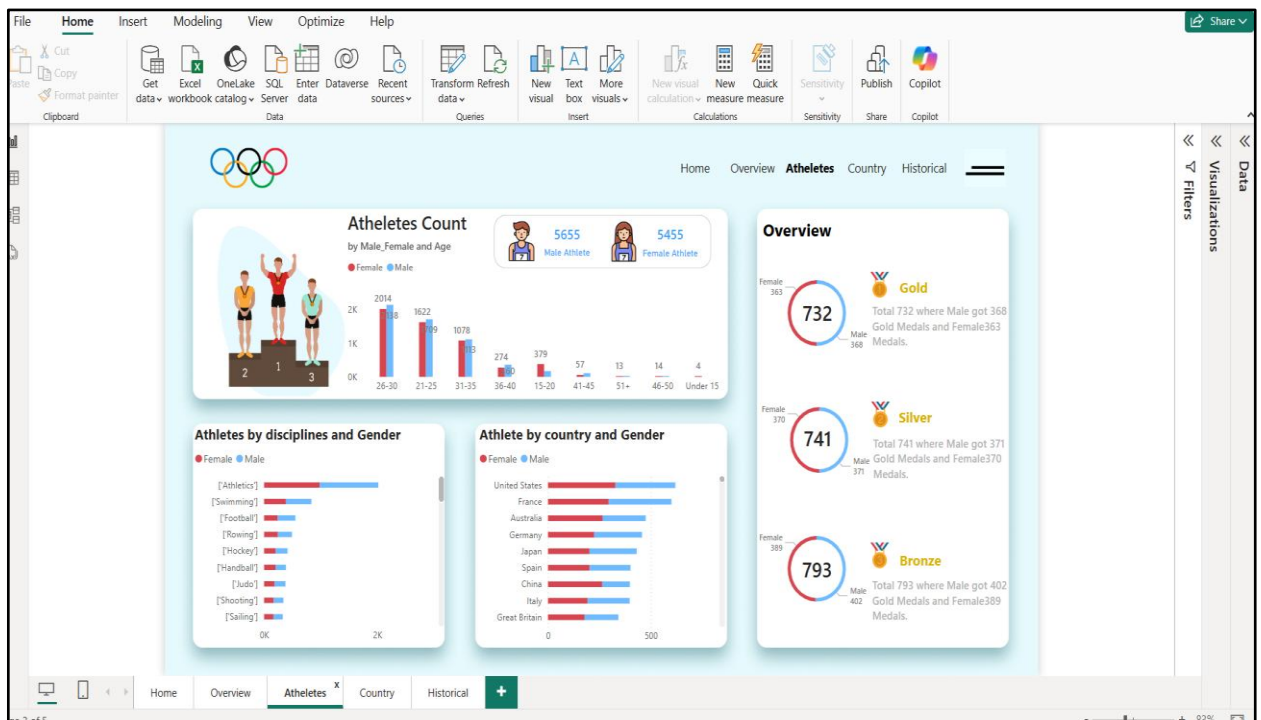 File Home Insert Modeling View Optimize Help Share
Cut
Copy
Format painter
Get data
Excel workbook
OneLake catalog
SQL Server
Enter data
Dataverse
Recent sources
Transform data
Refresh
New visual
Text box
More visuals
New visual calculation
New measure
Quick measure
Sensitivity
Publish
Copilot
Clipboard Data Queries Insert Calculations Sensitivity Share Copilot
Home Overview Atheletes Country Historical
Filters
Visualizations
Data
Atheletes Count
by Male_Female and Age
Female Male
5655
Male Athlete
5455
Female Athlete
2 1 3
2K
1K
0K
2014 1622 1078 274 379 57 13 14 4
26-30 21-25 31-35 36-40 15-20 41-45 51+ 46-50 Under 15
Athletes by disciplines and Gender
Female Male
['Athletics']
['Swimming']
['Football']
['Rowing']
['Hockey']
['Handball']
['Judo']
['Shooting']
['Sailing']
0K 2K
Athlete by country and Gender
Female Male
United States
France
Australia
Germany
Japan
Spain
China
Italy
Great Britain
0 500
Overview
Female
363
732
Male
368
Gold
Total 732 where Male got 368
Gold Medals and Female363
Medals.
Female
370
741
Male
371
Silver
Total 741 where Male got 371
Gold Medals and Female370
Medals.
Female
389
793
Male
402
Bronze
Total 793 where Male got 402
Gold Medals and Female389
Medals.
Home Overview Atheletes x Country Historical +